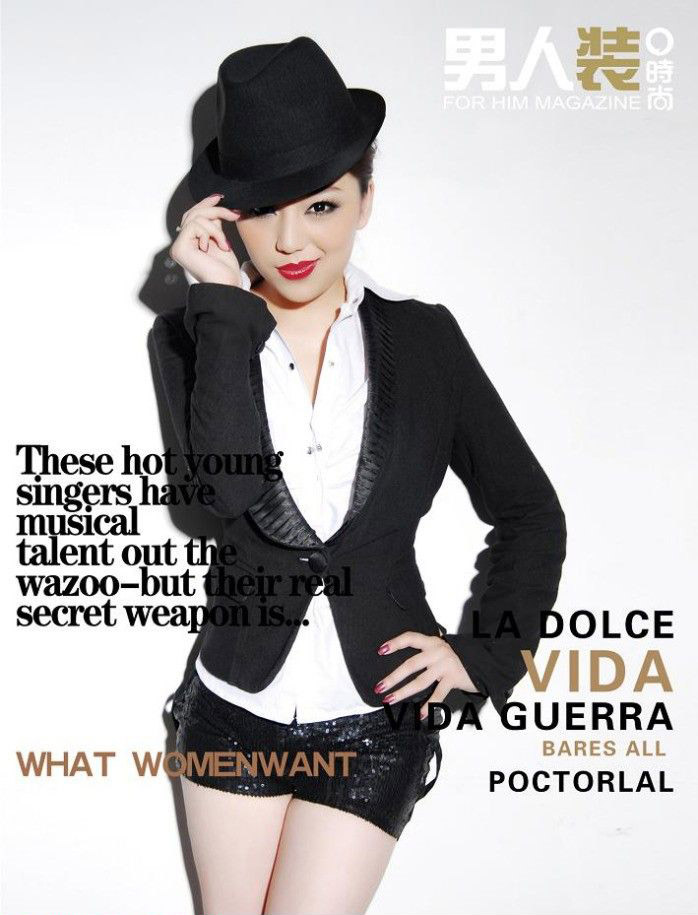 男人装
時尚
FOR HIM MAGAZINE
These hot young
singers have
musical
talent out the
wazoo–but their real
secret weapon is...
LA DOLCE
VIDA
VIDA GUERRA
BARES ALL
POCTORLAL
WHAT WOMENWANT